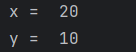 x =  20
y =  10